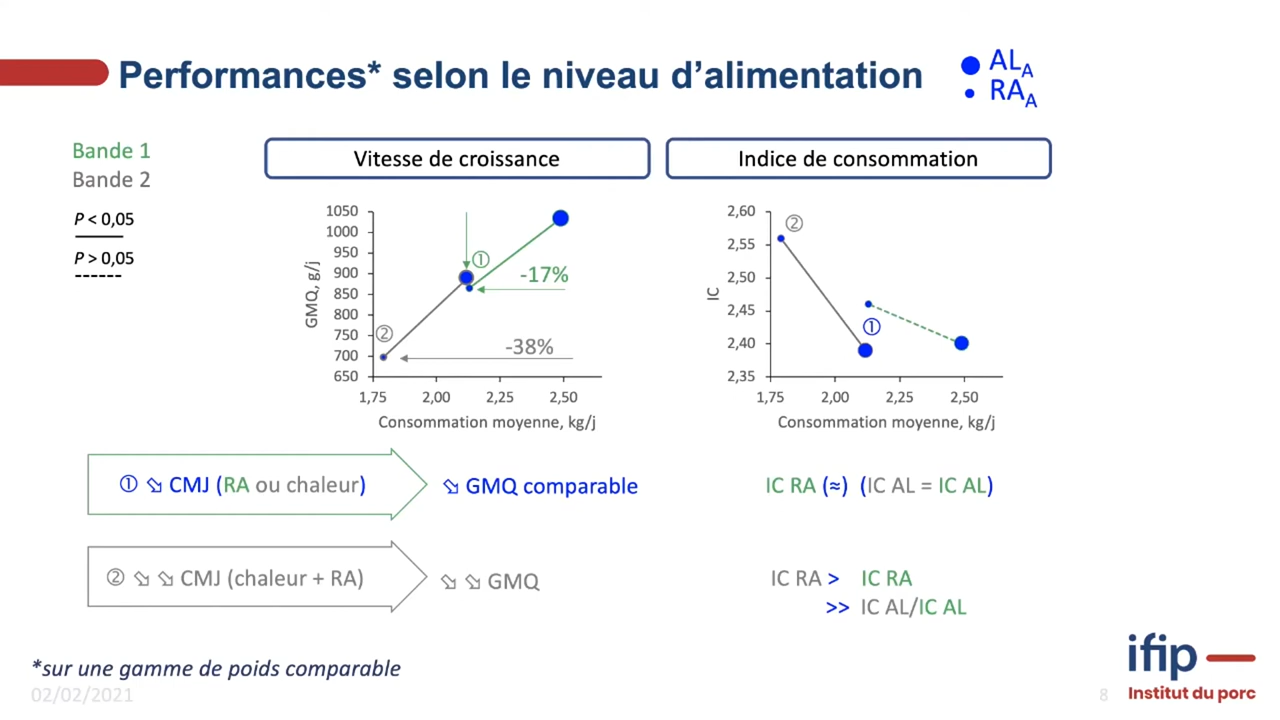 Performances* selon le niveau d’alimentation
ALA
RAA
Bande 1
Bande 2
P < 0,05
P > 0,05
Vitesse de croissance
1050
1000
950
900
850
800
750
700
650
GMQ, g/j
①
-17%
②
-38%
1,75 2,00 2,25 2,50
Consommation moyenne, kg/j
Indice de consommation
2,60
2,55
2,50
2,45
2,40
2,35
IC
②
①
1,75 2,00 2,25 2,50
Consommation moyenne, kg/j
① ⇘ CMJ (RA ou chaleur) ⇘ GMQ comparable IC RA (≈) (IC AL = IC AL)
② ⇘ ⇘ CMJ (chaleur + RA) ⇘ ⇘ GMQ IC RA > IC RA
>> IC AL/IC AL
*sur une gamme de poids comparable
02/02/2021
8
ifip
Institut du porc